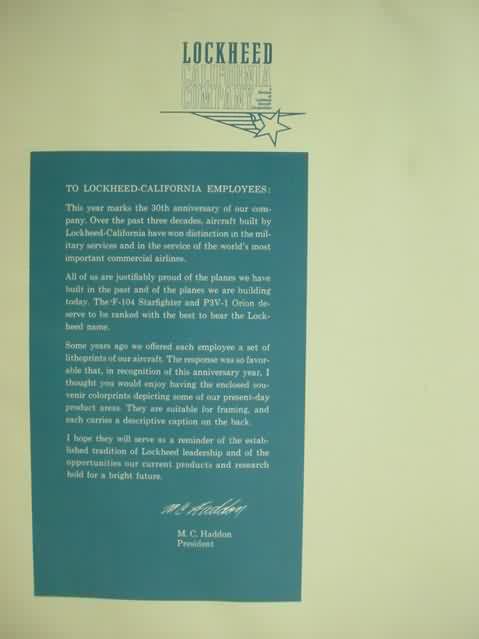 LOCKHEED
CALIFORNIA
COMPANY
TO LOCKHEED-CALIFORNIA EMPLOYEES:
This year marks the 30th anniversary of our com-
pany. Over the past three decades, aircraft built by
Lockheed-California have won distinction in the mil-
itary services and in the service of the world's most
important commercial airlines.
All of us are justifiably proud of the planes we have
built in the past and of the planes we are building
today. The F-104 Starfighter and P3V-1 Orion de-
serve to be ranked with the best to bear the Lock-
heed name.
Some years ago we offered each employee a set of
lithoprints of our aircraft. The response was so favor-
able that, in recognition of this anniversary year, I
thought you would enjoy having the enclosed sou-
venir colorprints depicting some of our present-day
product areas. They are suitable for framing, and
each carries a descriptive caption on the back.
I hope they will serve as a reminder of the estab-
lished tradition of Lockheed leadership and of the
opportunities our current products and research
hold for a bright future.
M C Haddon
M. C. Haddon
President